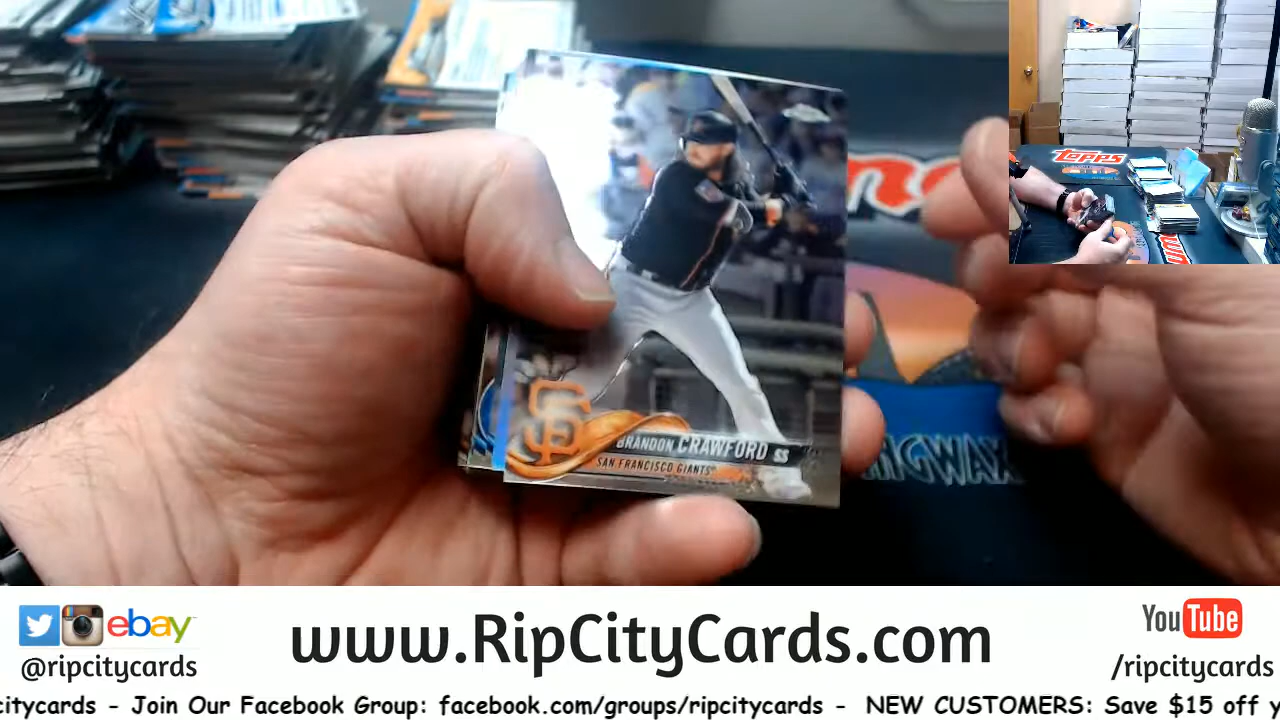 Topps
SF
BRANDON CRAWFORD SS
SAN FRANCISCO GIANTS
ebay
@ripcitycards
www.RipCityCards.com
YouTube
/ripcitycards
citycards - Join Our Facebook Group: facebook.com/groups/ripcitycards - NEW CUSTOMERS: Save $15 off y